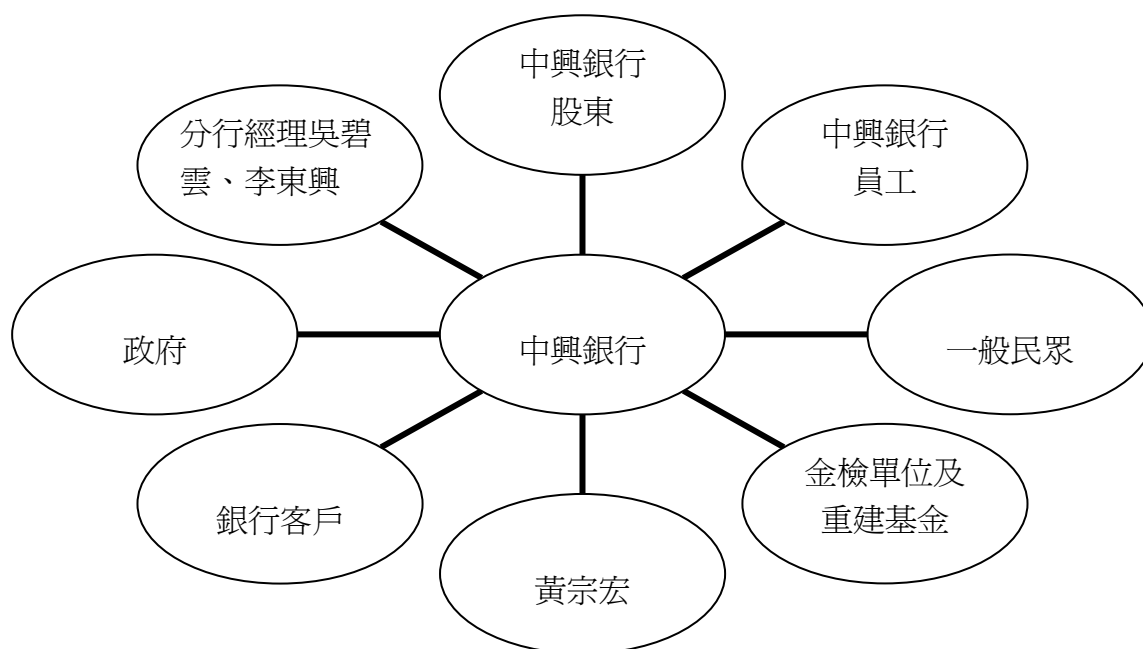 中興銀行
股東
分行經理吳碧
雲、李東興
中興銀行
員工
政府
中興銀行
一般民眾
銀行客戶
金檢單位及
重建基金
黃宗宏